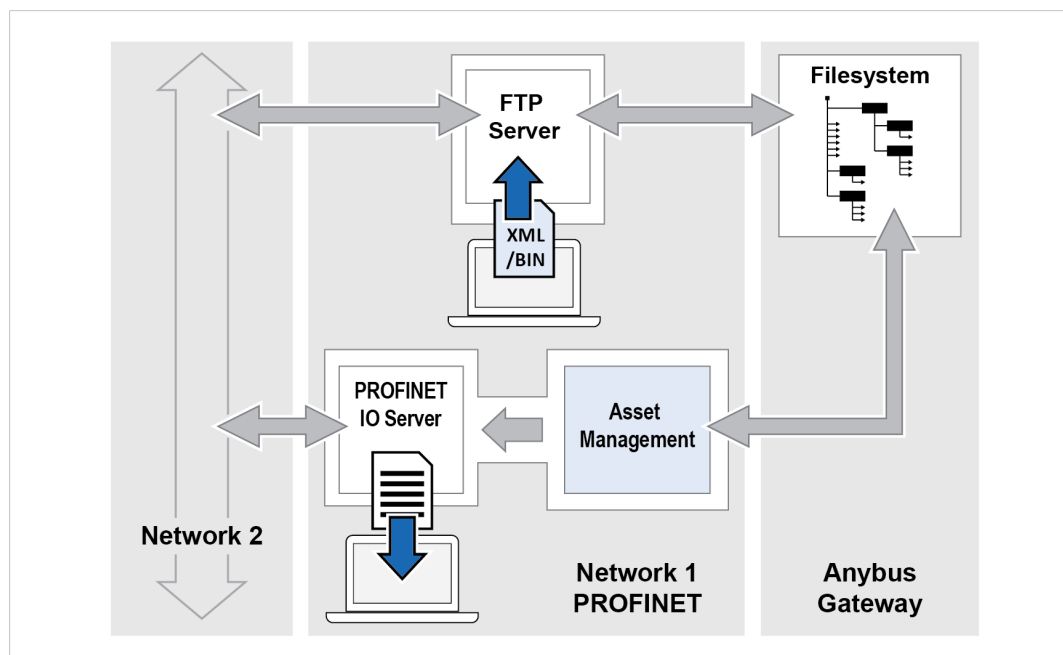 Filesystem
FTP
Server
XML
/BIN
PROFINET
IO Server
Asset
Management
Network 2
Network 1
PROFINET
Anybus
Gateway